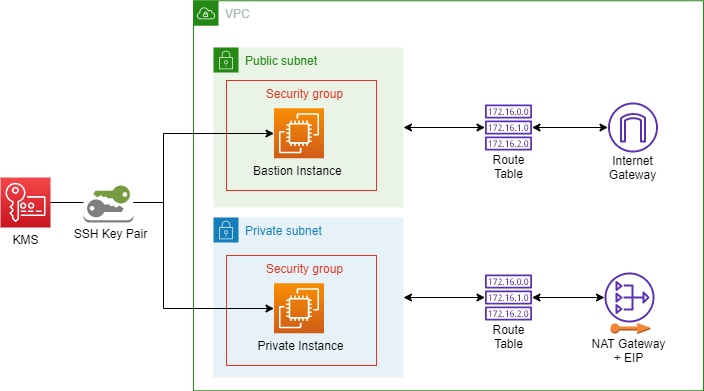 VPC
Public subnet
Security group
Bastion Instance
172.16.0.0
172.16.1.0
172.16.2.0
Route
Table
Internet
Gateway
KMS
SSH Key Pair
Private subnet
Security group
Private Instance
172.16.0.0
172.16.1.0
172.16.2.0
Route
Table
NAT Gateway
+ EIP